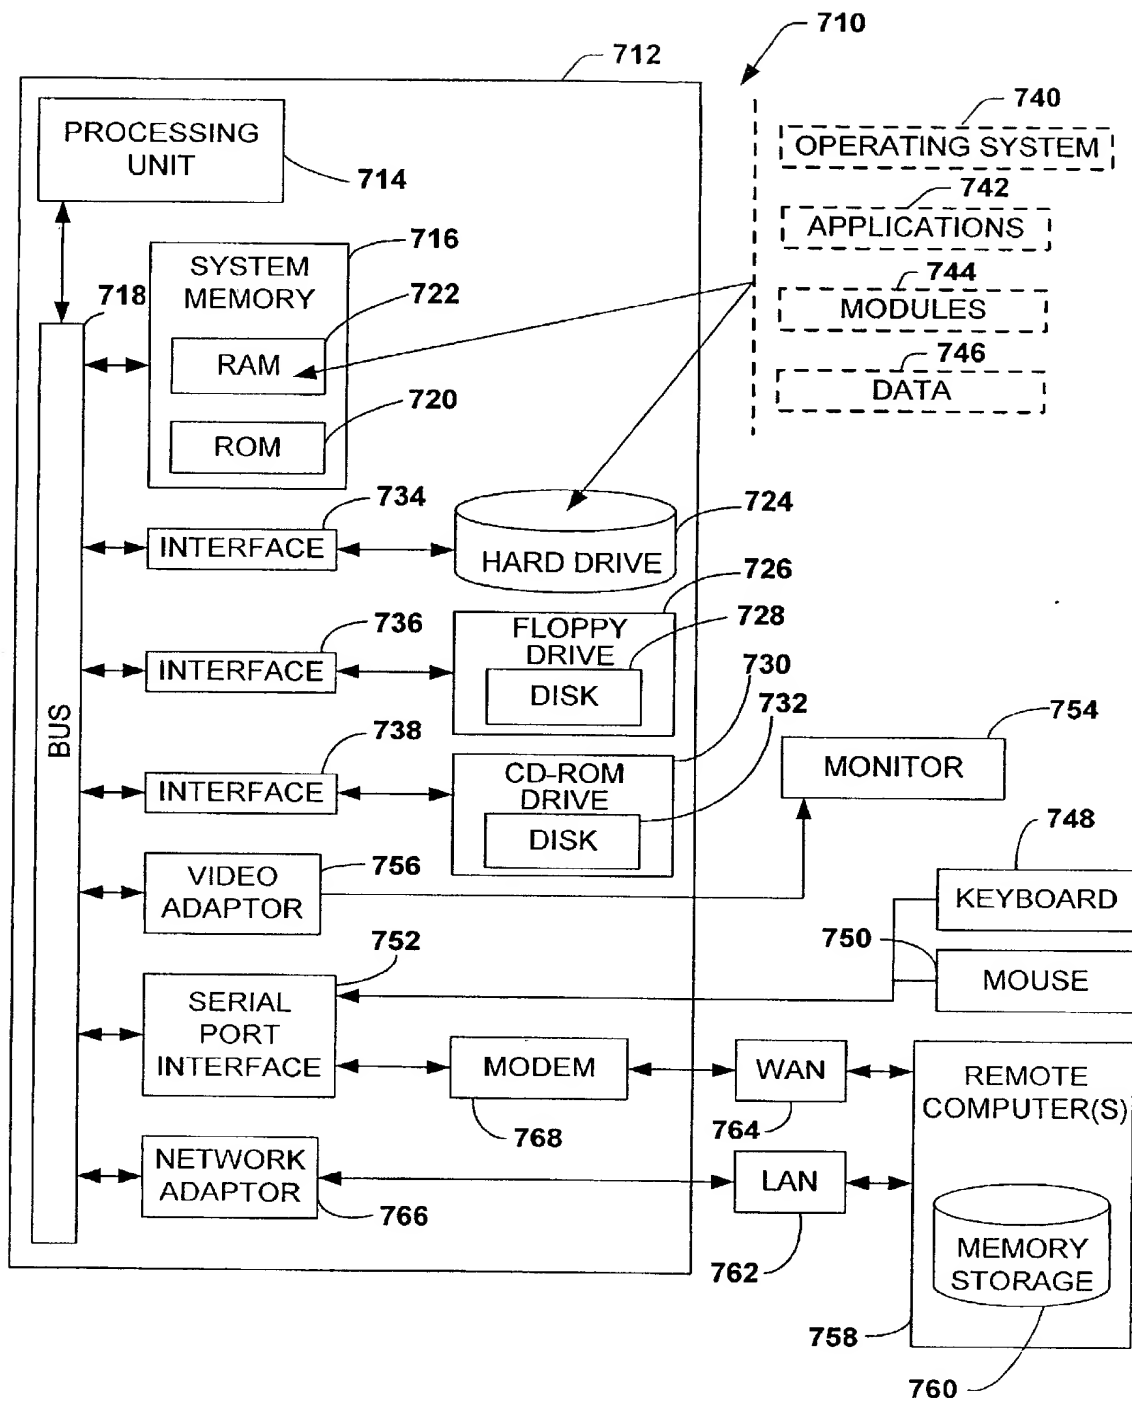 710
712
740
PROCESSING
UNIT
714
OPERATING SYSTEM
742
APPLICATIONS
716
SYSTEM
MEMORY
722
718
744
MODULES
RAM
746
DATA
720
ROM
734
724
INTERFACE
HARD DRIVE
726
736
FLOPPY
DRIVE
728
INTERFACE
DISK
730
732
BUS
738
754
MONITOR
INTERFACE
CD-ROM
DRIVE
DISK
748
VIDEO
ADAPTOR
756
KEYBOARD
752
750
MOUSE
SERIAL
PORT
INTERFACE
MODEM
768
WAN
764
REMOTE
COMPUTER(S)
NETWORK
ADAPTOR
766
LAN
762
MEMORY
STORAGE
758
760